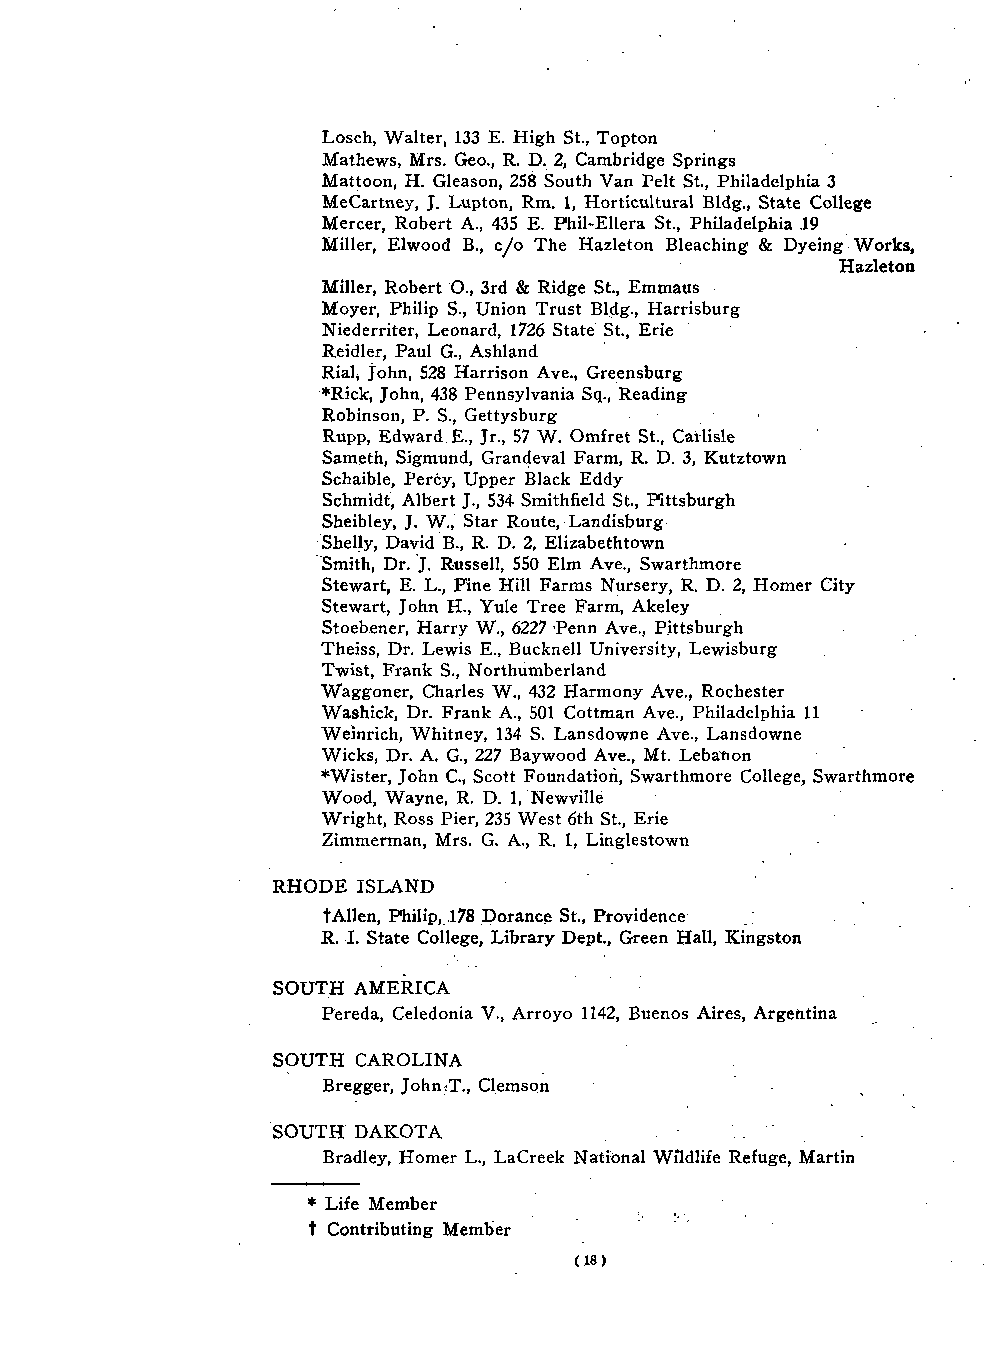 Losch, Walter, 133 E. High St., Topton
Mathews, Mrs. Geo., R. D. 2, Cambridge Springs
Mattoon, H. Gleason, 258 South Van Pelt St., Philadelphia 3
MeCartney, J. Lupton, Rm. 1, Horticultural Bldg., State College
Mercer, Robert A., 435 E. Phil-Ellera St., Philadelphia 19
Miller, Elwood B., c/o The Hazleton Bleaching & Dyeing Works,
Hazleton
Miller, Robert O., 3rd & Ridge St., Emmaus
Moyer, Philip S., Union Trust Bldg., Harrisburg
Niederriter, Leonard, 1726 State St., Erie
Reidler, Paul G., Ashland
Rial, John, 528 Harrison Ave., Greensburg
*Rick, John, 438 Pennsylvania Sq., Reading
Robinson, P. S., Gettysburg
Rupp, Edward E., Jr., 57 W. Omfret St., Carlisle
Sameth, Sigmund, Grandeval Farm, R. D. 3, Kutztown
Schaible, Percy, Upper Black Eddy
Schmidt, Albert J., 534 Smithfield St., Pittsburgh
Sheibley, J. W., Star Route, Landisburg
Shelly, David B., R. D. 2, Elizabethtown
Smith, Dr. J. Russell, 550 Elm Ave., Swarthmore
Stewart, E. L., Pine Hill Farms Nursery, R. D. 2, Homer City
Stewart, John H., Yule Tree Farm, Akeley
Stoebener, Harry W., 6227 Penn Ave., Pittsburgh
Theiss, Dr. Lewis E., Bucknell University, Lewisburg
Twist, Frank S., Northumberland
Waggoner, Charles W., 432 Harmony Ave., Rochester
Washick, Dr. Frank A., 501 Cottman Ave., Philadelphia 11
Weinrich, Whitney, 134 S. Lansdowne Ave., Lansdowne
Wicks, Dr. A. G., 227 Baywood Ave., Mt. Lebanon
*Wister, John C., Scott Foundation, Swarthmore College, Swarthmore
Wood, Wayne, R. D. 1, Newville
Wright, Ross Pier, 235 West 6th St., Erie
Zimmerman, Mrs. G. A., R. 1, Linglestown
RHODE ISLAND
†Allen, Philip, 178 Dorance St., Providence
R. I. State College, Library Dept., Green Hall, Kingston
SOUTH AMERICA
Pereda, Celedonia V., Arroyo 1142, Buenos Aires, Argentina
SOUTH CAROLINA
Bregger, John T., Clemson
SOUTH DAKOTA
Bradley, Homer L., LaCreek National Wildlife Refuge, Martin
* Life Member
† Contributing Member
( 18 )